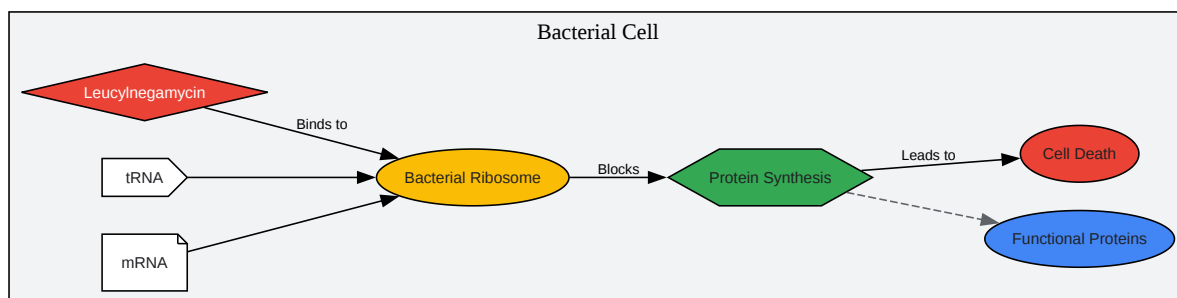 Bacterial Cell
Leucylnegamycin
Binds to
tRNA
mRNA
Bacterial Ribosome
Blocks
Protein Synthesis
Leads to
Cell Death
Functional Proteins